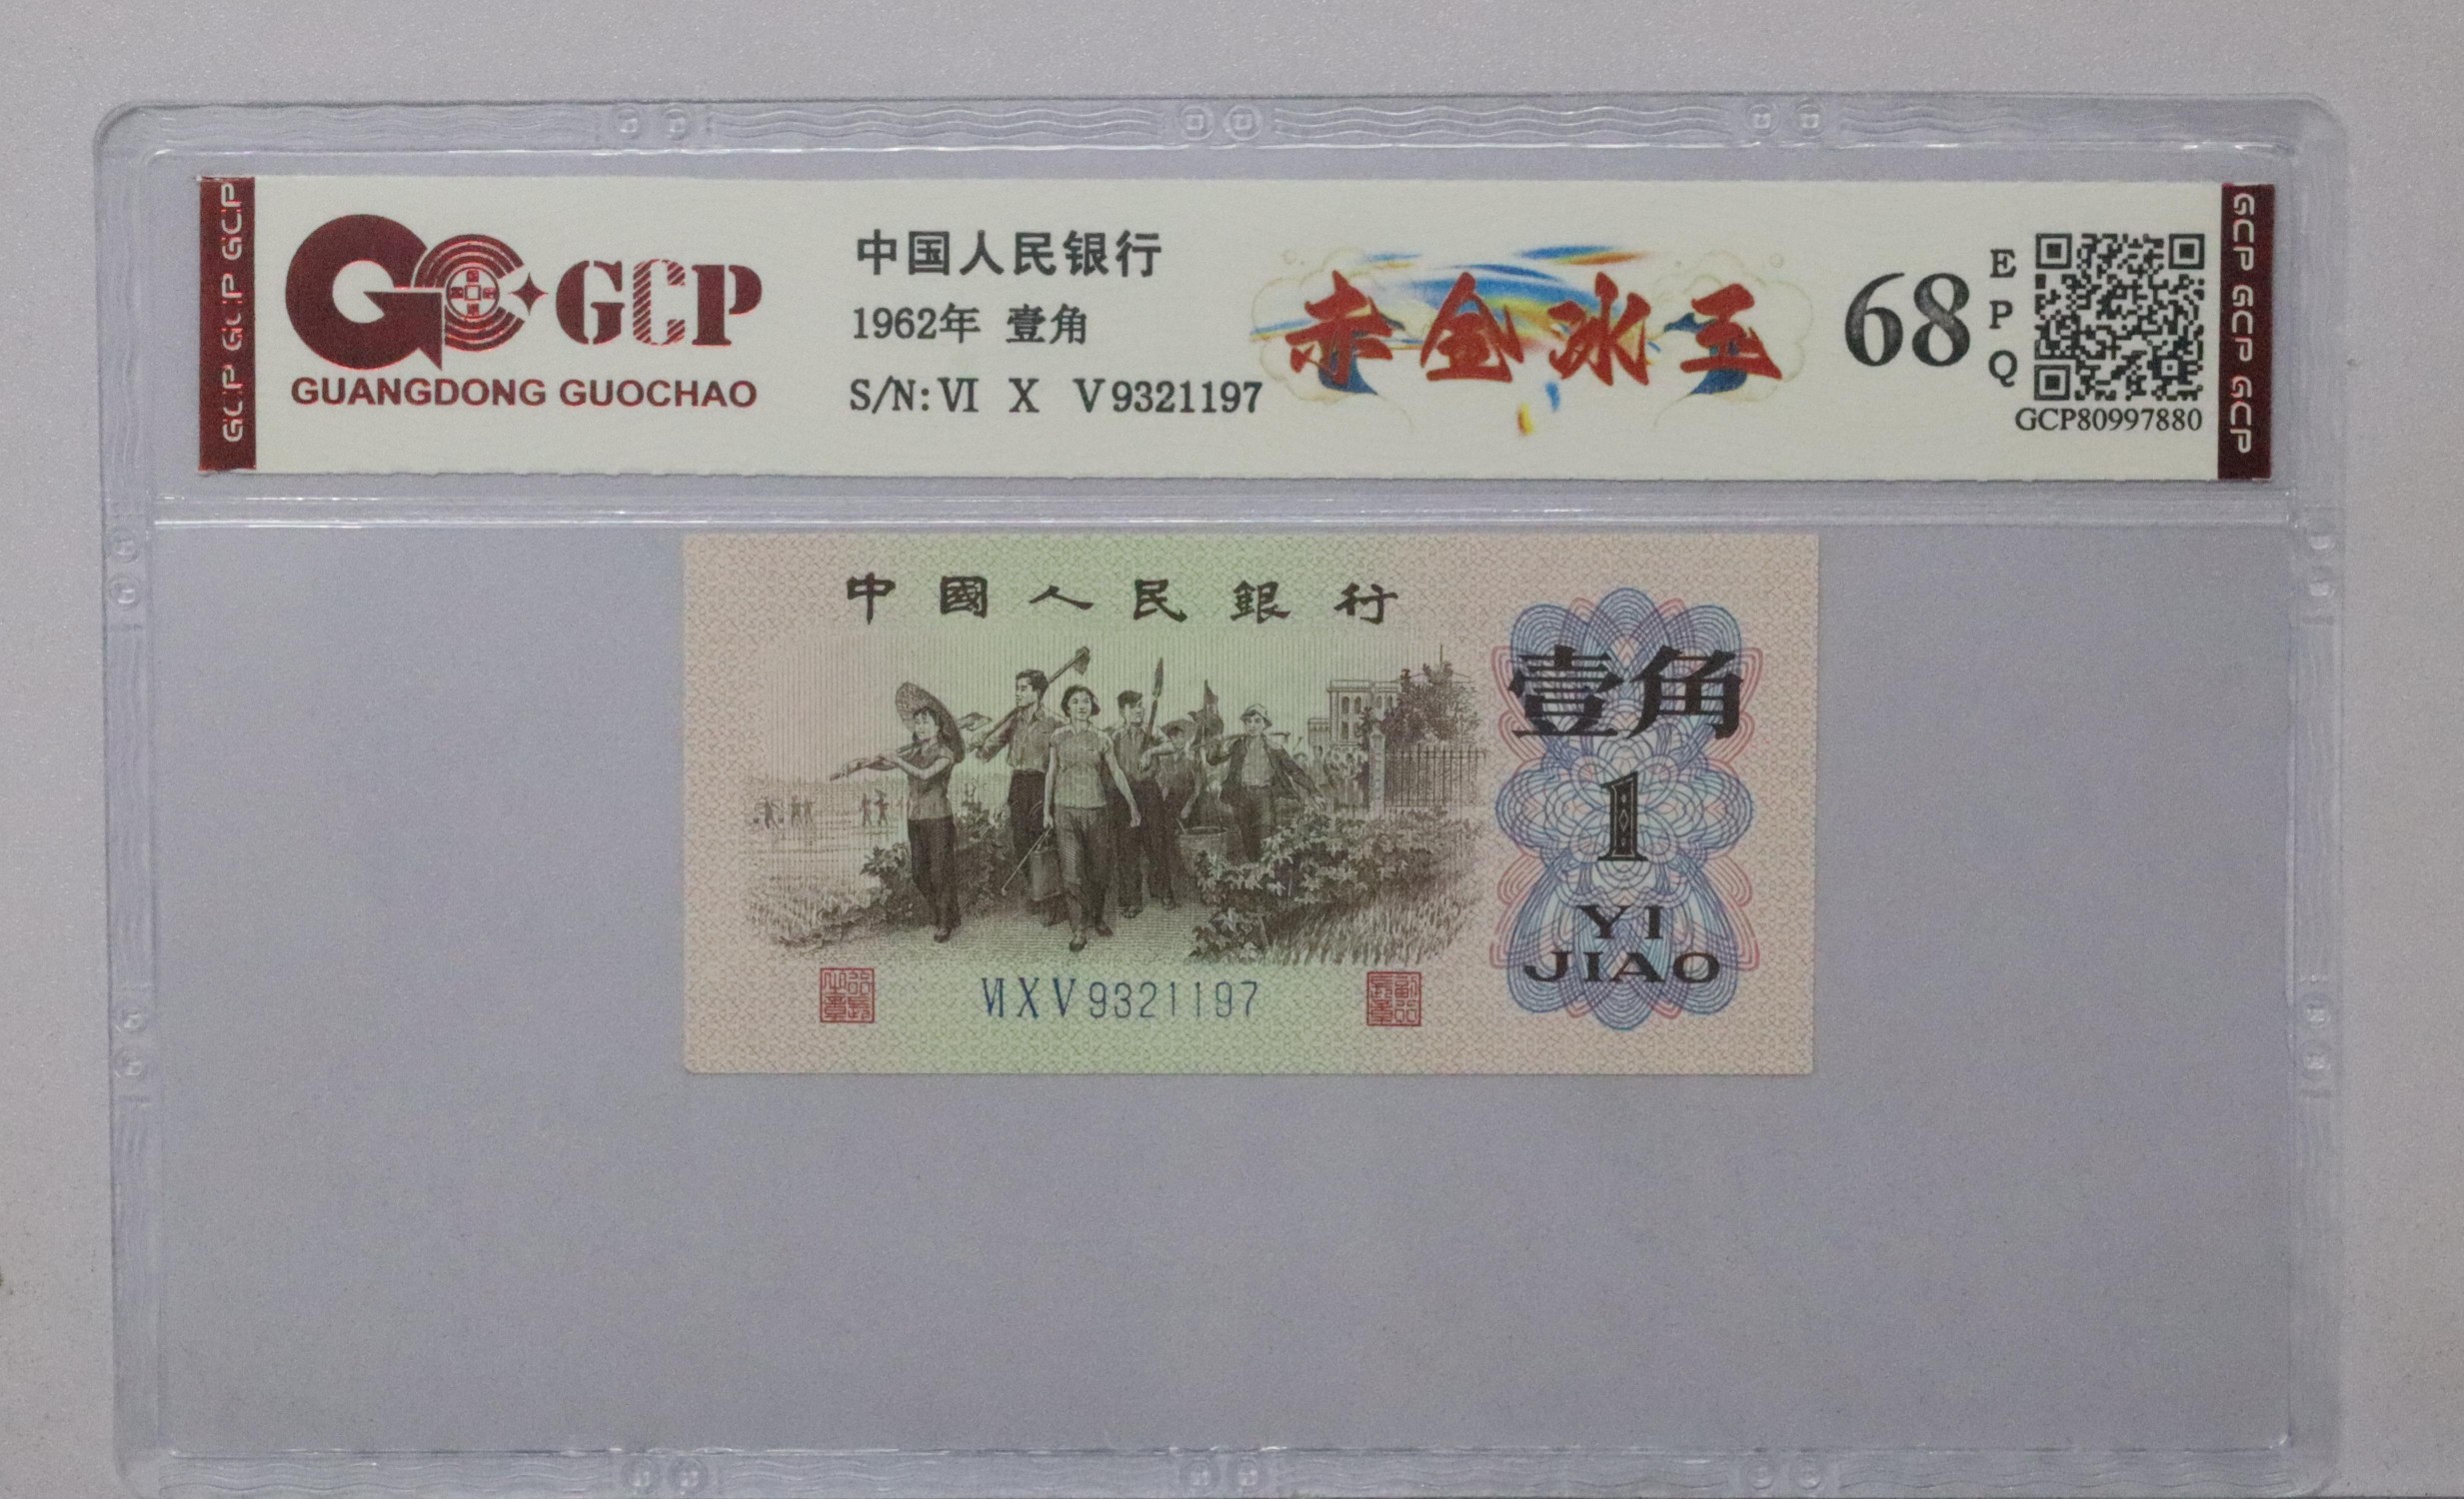 GCP GCP GCP
GCP
GUANGDONG GUOCHAO
中国人民银行
1962年 壹角
S/N: VI X V 9321197
赤金冰玉
68
E
P
Q
GCP80997880
GCP GCP GCP
中國人民銀行
壹角
1
YI
JIAO
VI X V 9321197